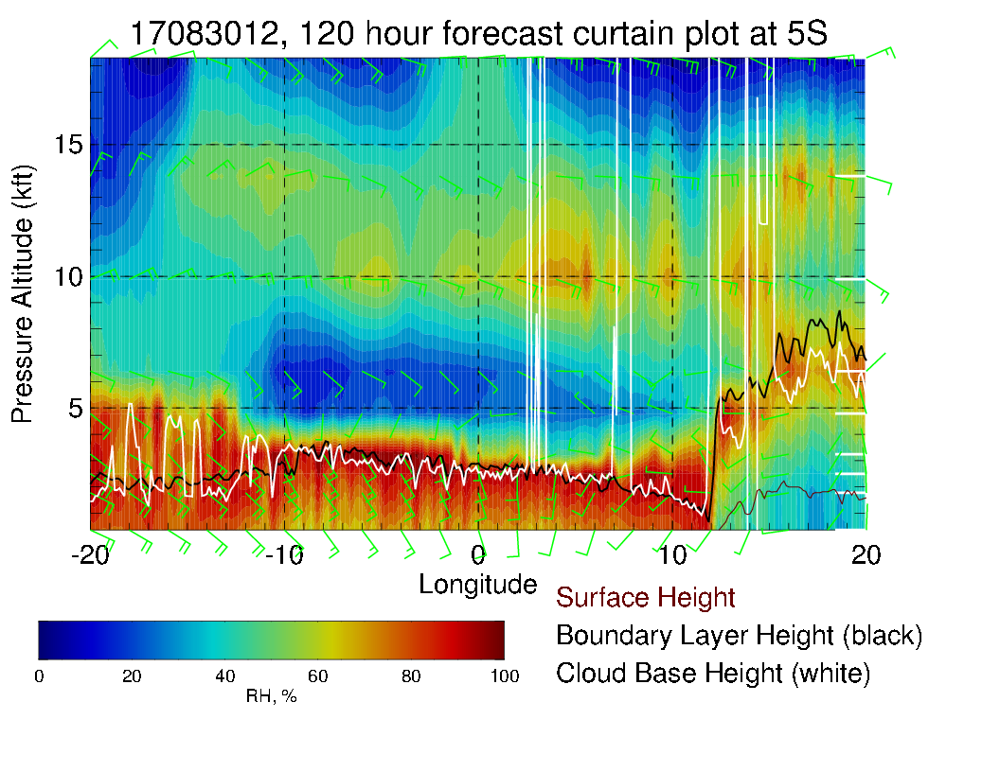 17083012, 120 hour forecast curtain plot at 5S
Pressure Altitude (kft)
15
10
5
-20 -10 0 10 20
Longitude
Surface Height
Boundary Layer Height (black)
Cloud Base Height (white)
0 20 40 60 80 100
RH, %